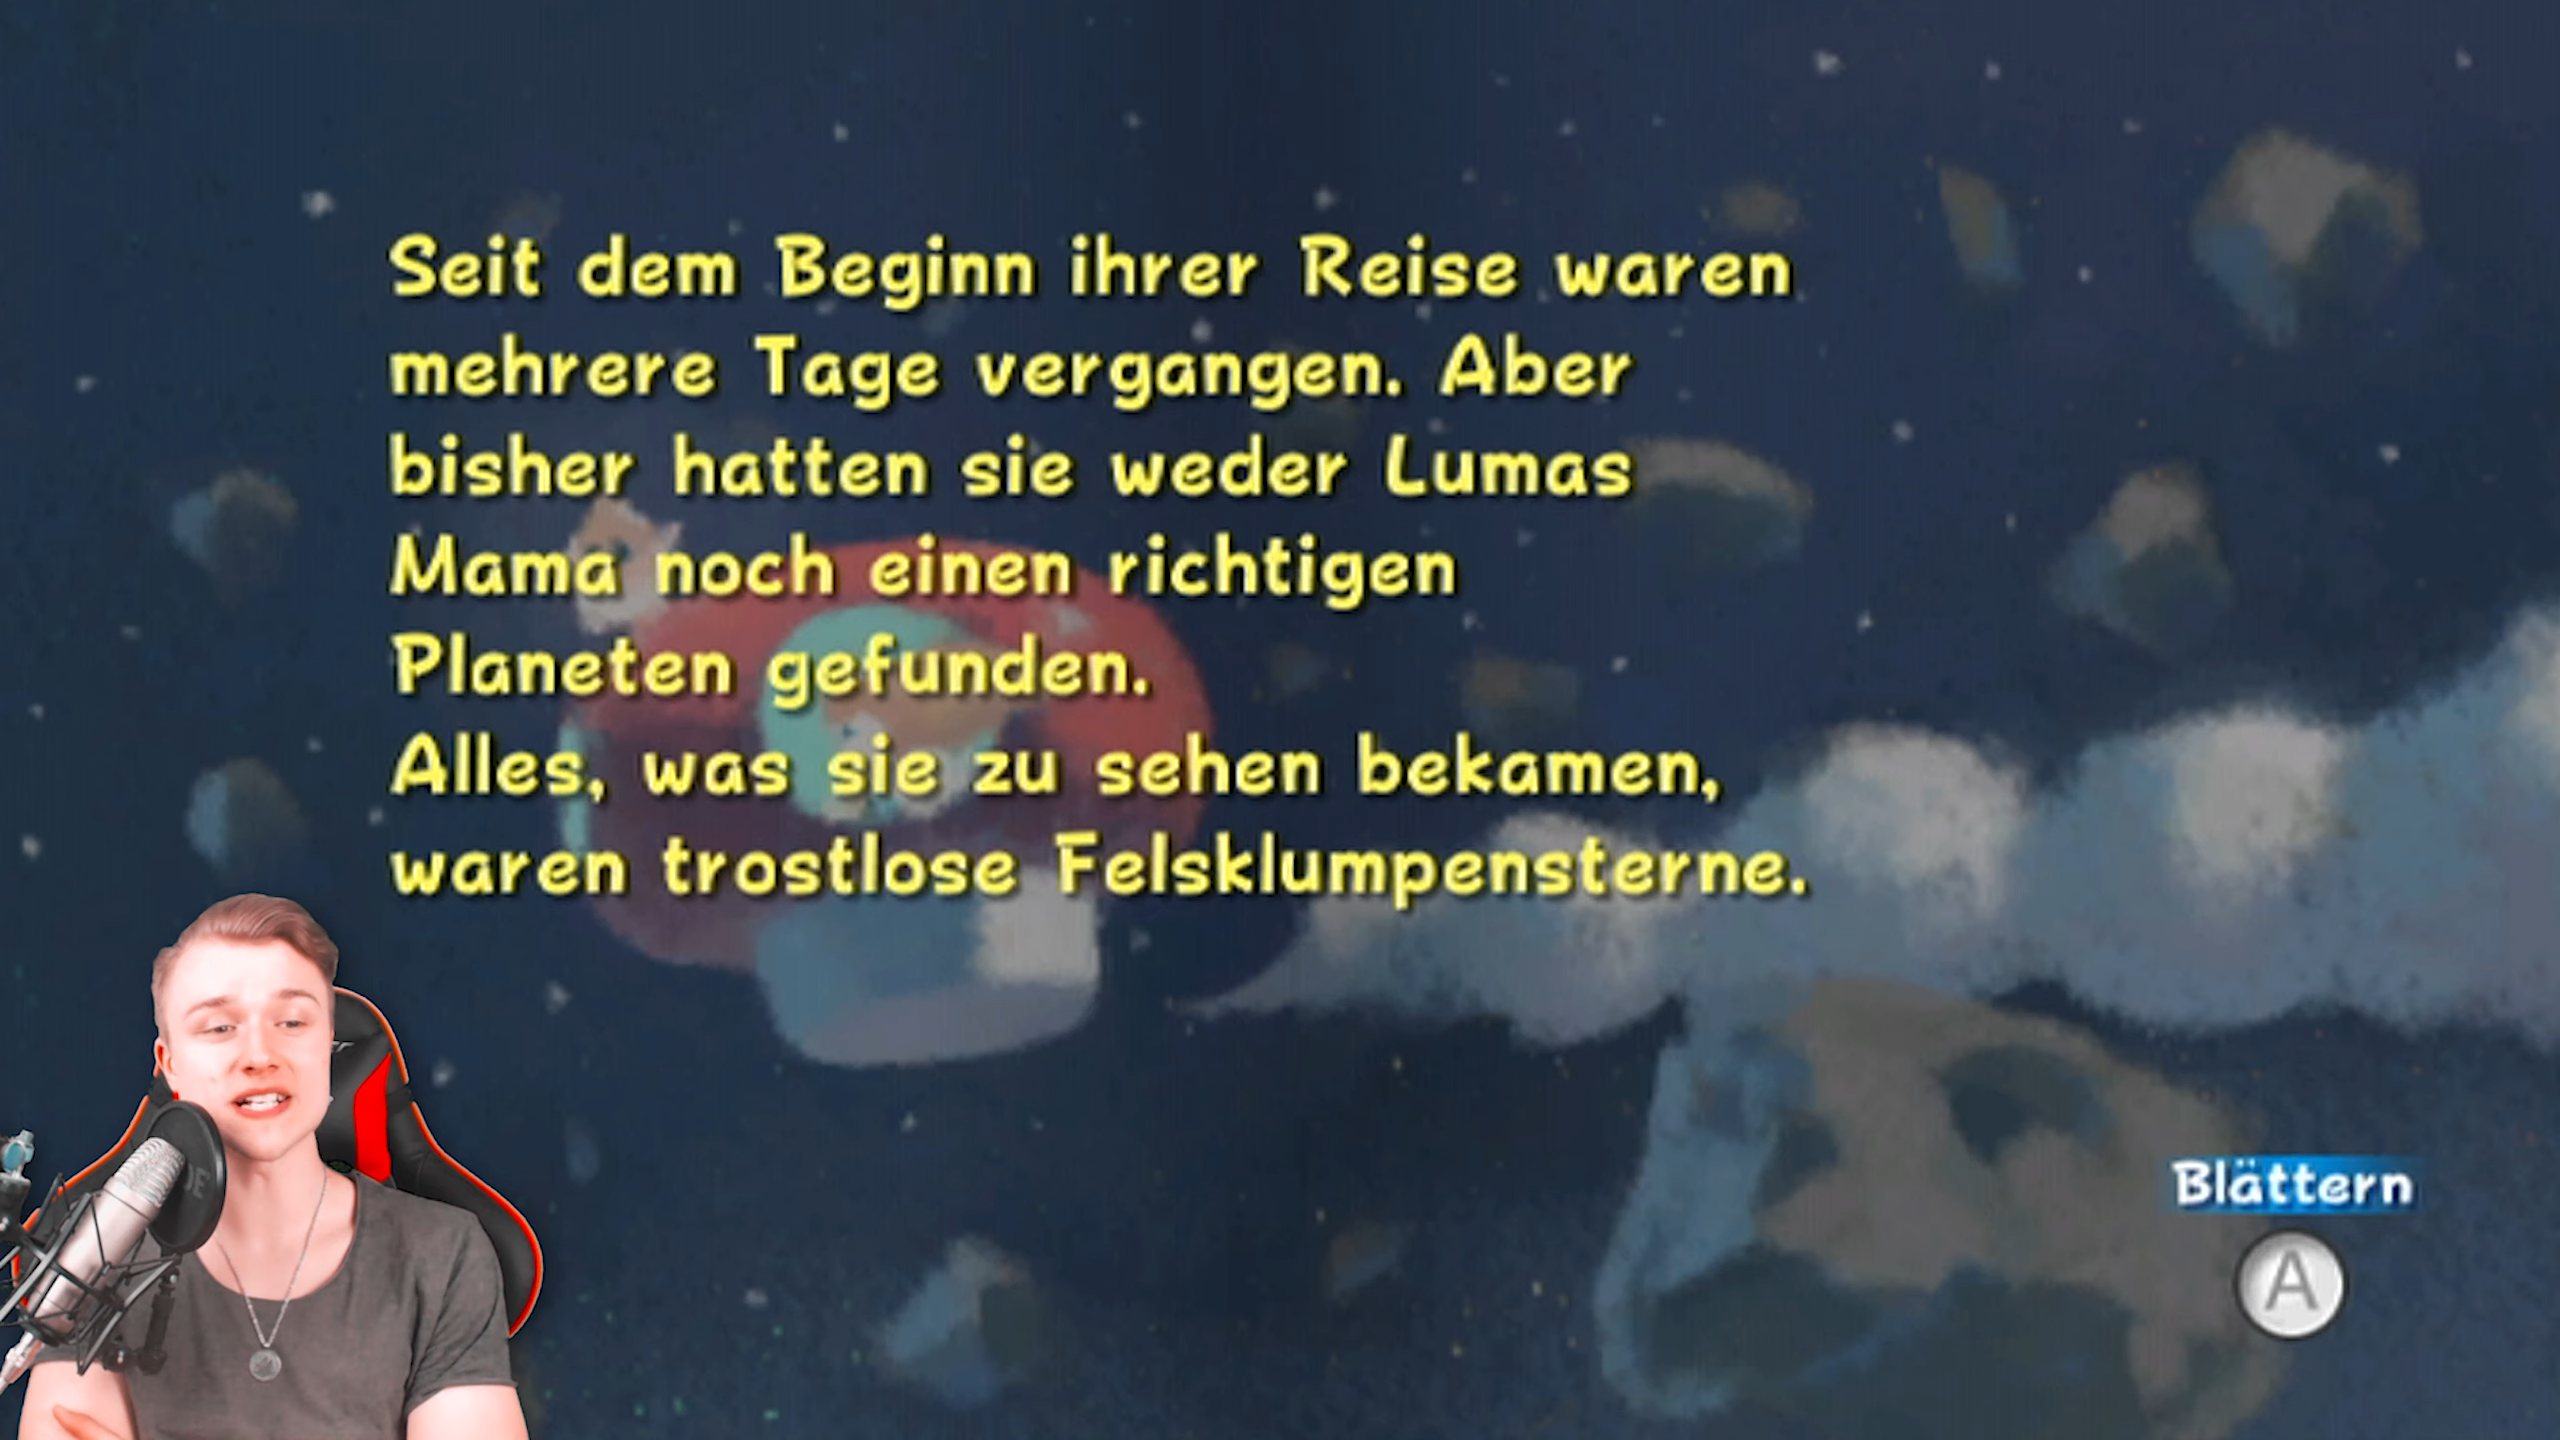 Seit dem Beginn ihrer Reise waren
mehrere Tage vergangen. Aber
bisher hatten sie weder Lumas
Mama noch einen richtigen
Planeten gefunden.
Alles, was sie zu sehen bekamen,
waren trostlose Felsklumpensterne.
Blättern
A